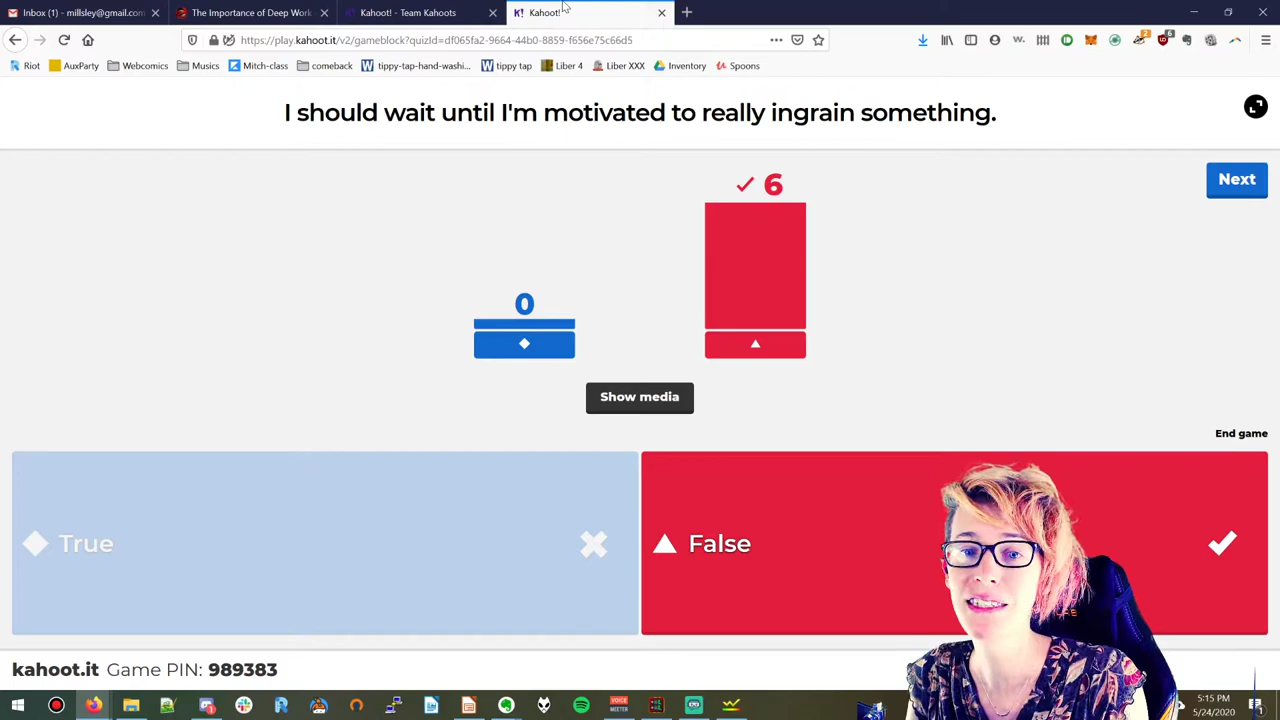 Inbox (1) - millsley@gmail.com
The Importance of Deep Work
Kahoot! - Team Kahoots
K! Kahoot!
https://play.kahoot.it/v2/gameblock?quizId=df065fa2-9664-44b0-8859-f656e75c66d5
Riot
AuxParty
Webcomics
Musics
Mitch-class
comeback
tippy-tap-hand-washi...
tippy tap
Liber 4
Liber XXX
Inventory
Spoons
I should wait until I'm motivated to really ingrain something.
Next
6
0
Show media
End game
True
False
kahoot.it Game PIN: 989383
VOICE MEETER
5:15 PM
5/24/2020